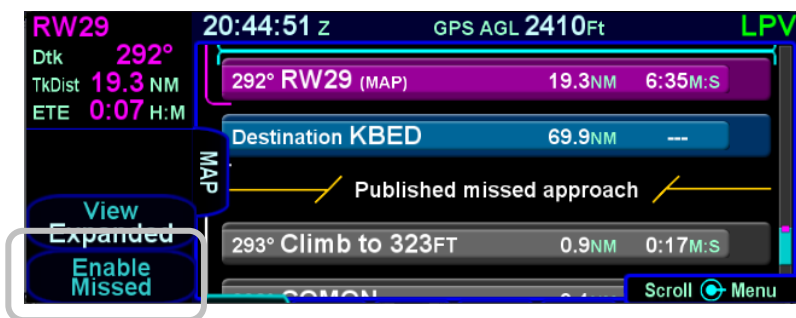 RW29
20:44:51 Z
GPS AGL 2410Ft
LPV
Dtk 292°
TkDist 19.3 NM
ETE 0:07 H:M
292° RW29 (MAP) 19.3NM 6:35M:S
Destination KBED 69.9NM ---
MAP
Published missed approach
View
Expanded
293° Climb to 323FT 0.9NM 0:17M:S
Enable
Missed
Scroll Menu